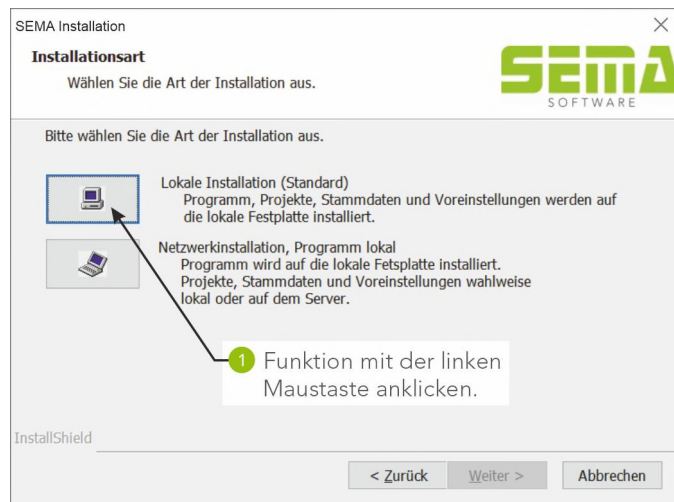 SEMA Installation
Installationsart
Wählen Sie die Art der Installation aus.
SEMA
SOFTWARE
Bitte wählen Sie die Art der Installation aus.
Lokale Installation (Standard)
Programm, Projekte, Stammdaten und Voreinstellungen werden auf
die lokale Festplatte installiert.
Netzwerkinstallation, Programm lokal
Programm wird auf die lokale Fetsplatte installiert.
Projekte, Stammdaten und Voreinstellungen wahlweise
lokal oder auf dem Server.
1 Funktion mit der linken
Maustaste anklicken.
InstallShield
< Zurück Weiter > Abbrechen